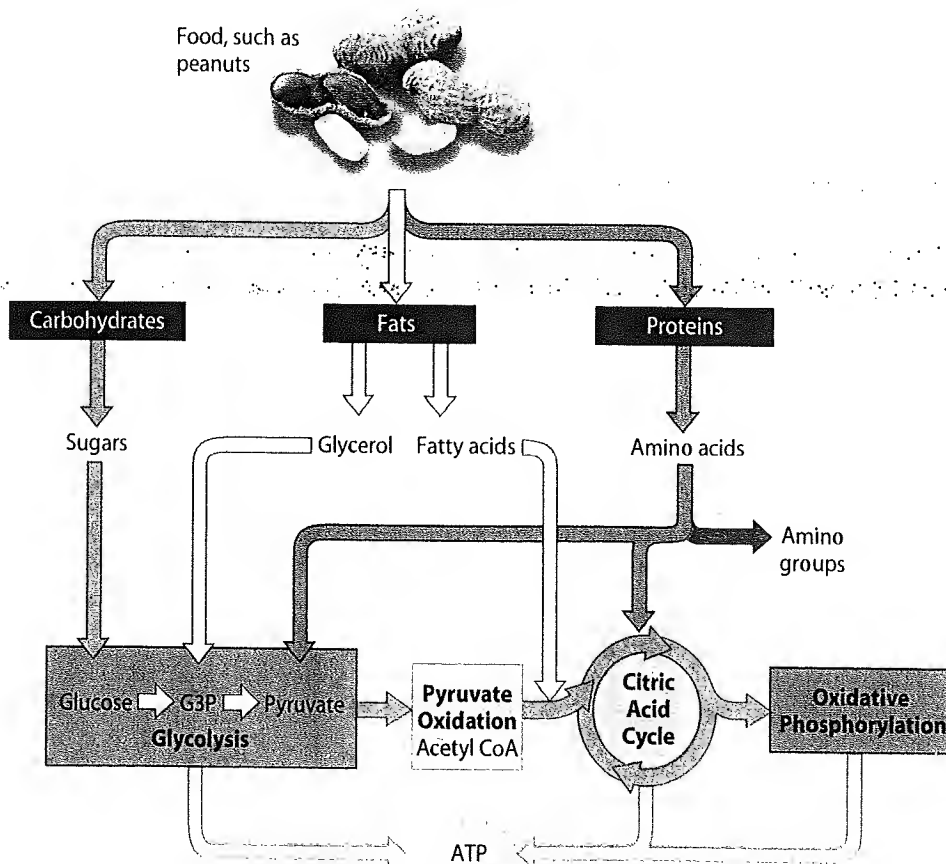 Food, such as
peanuts
Carbohydrates
Fats
Proteins
Sugars
Glycerol
Fatty acids
Amino acids
Amino
groups
Glucose
G3P
Pyruvate
Glycolysis
Pyruvate
Oxidation
Acetyl CoA
Citric
Acid
Cycle
Oxidative
Phosphorylation
ATP